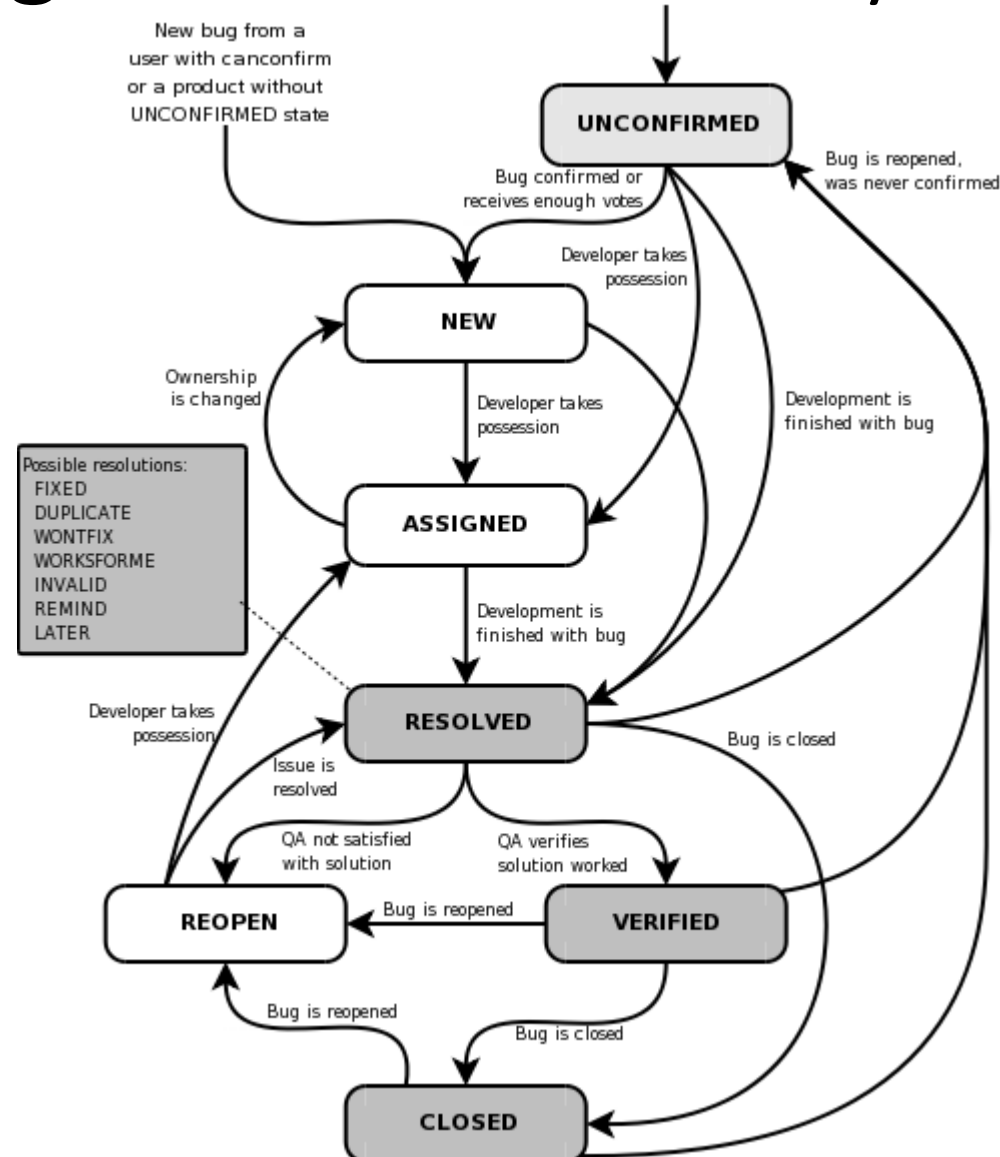 New bug from a
user with canconfirm
or a product without
UNCONFIRMED state
UNCONFIRMED
Bug is reopened,
was never confirmed
Bug confirmed or
receives enough votes
Developer takes
possession
NEW
Ownership
is changed
Developer takes
possession
Development is
finished with bug
Possible resolutions:
FIXED
DUPLICATE
WONTFIX
WORKSFORME
INVALID
REMIND
LATER
ASSIGNED
Development is
finished with bug
Developer takes
possession
RESOLVED
Bug is closed
Issue is
resolved
QA not satisfied
with solution
QA verifies
solution worked
REOPEN
Bug is reopened
VERIFIED
Bug is reopened
Bug is closed
CLOSED